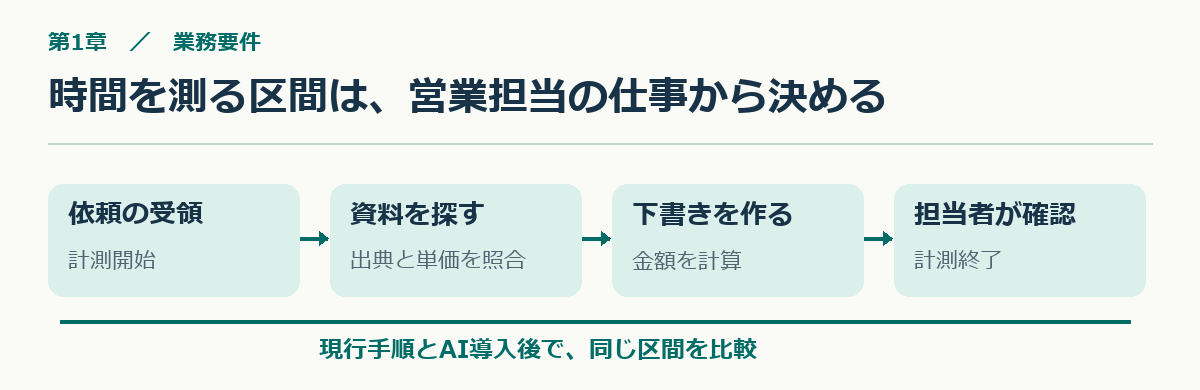 第1章　／　業務要件
時間を測る区間は、営業担当の仕事から決める
依頼の受領
計測開始
資料を探す
出典と単価を照合
下書きを作る
金額を計算
担当者が確認
計測終了
現行手順とAI導入後で、同じ区間を比較